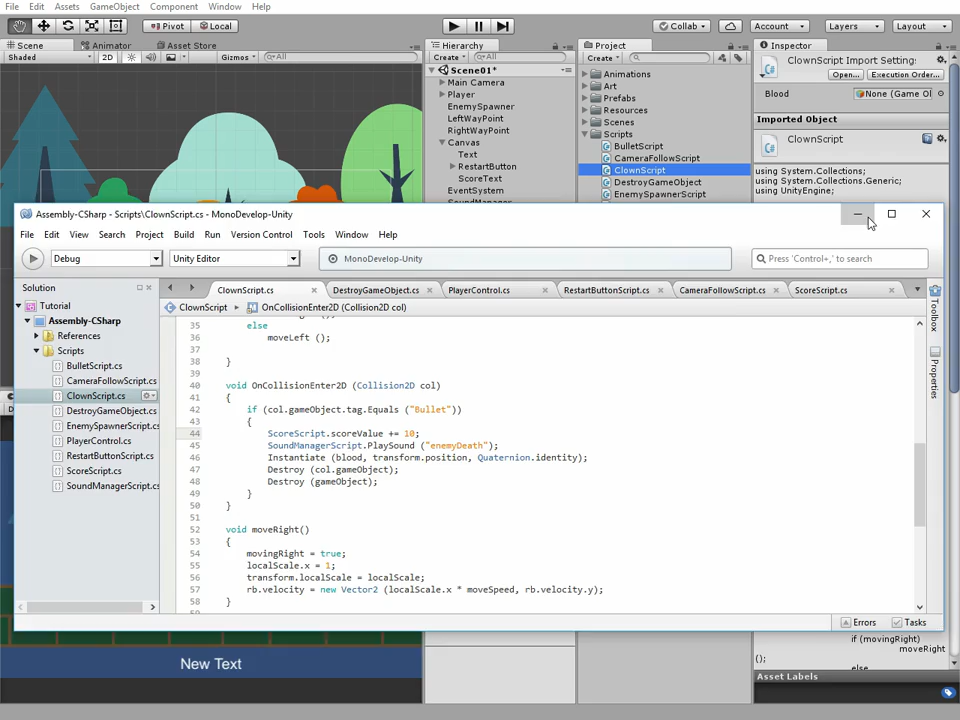 File Edit Assets GameObject Component Window Help
Pivot Local Collab Account Layers Layout
Scene Animator Asset Store Hierarchy Project Inspector
Shaded 2D Gizmos All Create All Create
ClownScript Import Settings
Open... Execution Order...
Scene01*
Main Camera
Player
EnemySpawner
LeftWayPoint
RightWayPoint
Canvas
Text
RestartButton
ScoreText
EventSystem
Animations
Art
Prefabs
Resources
Scenes
Scripts
BulletScript
CameraFollowScript
ClownScript
DestroyGameObject
EnemySpawnerScript
Blood None (Game Ol
Imported Object
ClownScript
using System.Collections;
using System.Collections.Generic;
using UnityEngine;
Assembly-CSharp - Scripts\ClownScript.cs - MonoDevelop-Unity
File Edit View Search Project Build Run Version Control Tools Window Help
Debug Unity Editor MonoDevelop-Unity Press 'Control+,' to search
Solution
ClownScript.cs DestroyGameObject.cs PlayerControl.cs RestartButtonScript.cs CameraFollowScript.cs ScoreScript.cs
ClownScript OnCollisionEnter2D (Collision2D col)
Tutorial
Assembly-CSharp
References
Scripts
BulletScript.cs
CameraFollowScript.cs
ClownScript.cs
DestroyGameObject.cs
EnemySpawnerScript.cs
PlayerControl.cs
RestartButtonScript.cs
ScoreScript.cs
SoundManagerScript.cs
35 else
36 moveLeft ();
37
38 }
39
40 void OnCollisionEnter2D (Collision2D col)
41 {
42 if (col.gameObject.tag.Equals ("Bullet"))
43 {
44 ScoreScript.scoreValue += 10;
45 SoundManagerScript.PlaySound ("enemyDeath");
46 Instantiate (blood, transform.position, Quaternion.identity);
47 Destroy (col.gameObject);
48 Destroy (gameObject);
49 }
50 }
51
52 void moveRight()
53 {
54 movingRight = true;
55 localScale.x = 1;
56 transform.localScale = localScale;
57 rb.velocity = new Vector2 (localScale.x * moveSpeed, rb.velocity.y);
58 }
Toolbox
Properties
Errors Tasks
if (movingRight)
moveRight
();
else
New Text
Asset Labels